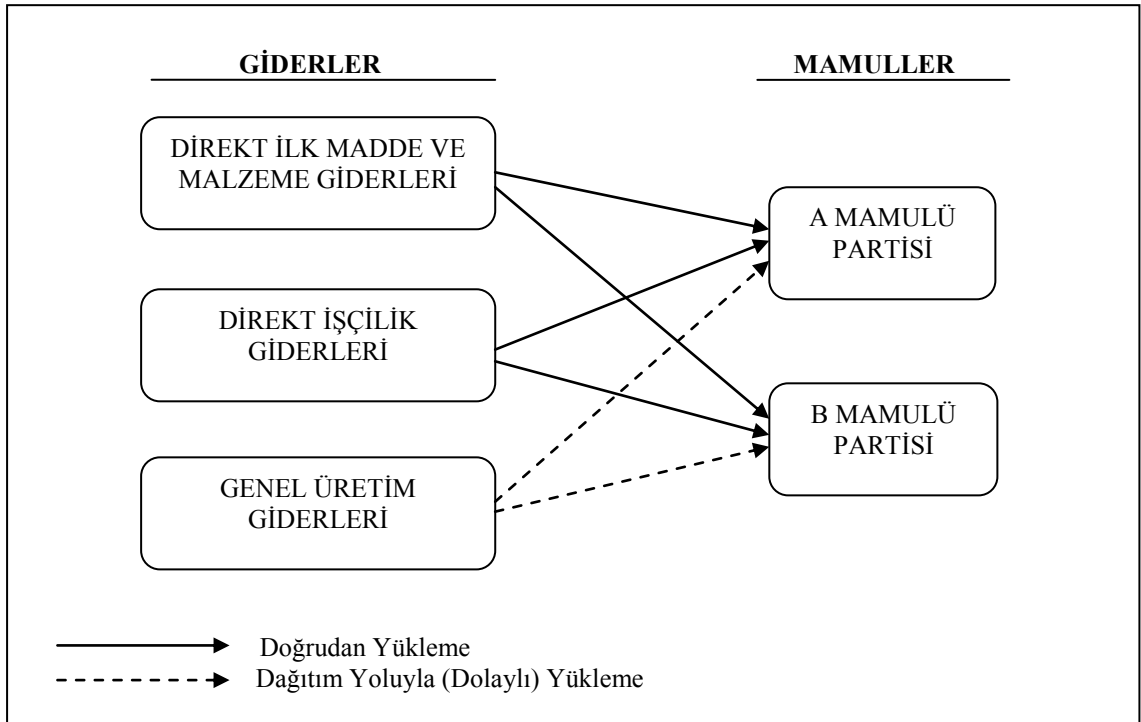 GİDERLER
MAMULLER
DİREKT İLK MADDE VE
MALZEME GİDERLERİ
A MAMULÜ
PARTİSİ
DİREKT İŞÇİLİK
GİDERLERİ
B MAMULÜ
PARTİSİ
GENEL ÜRETİM
GİDERLERİ
Doğrudan Yükleme
Dağıtım Yoluyla (Dolaylı) Yükleme